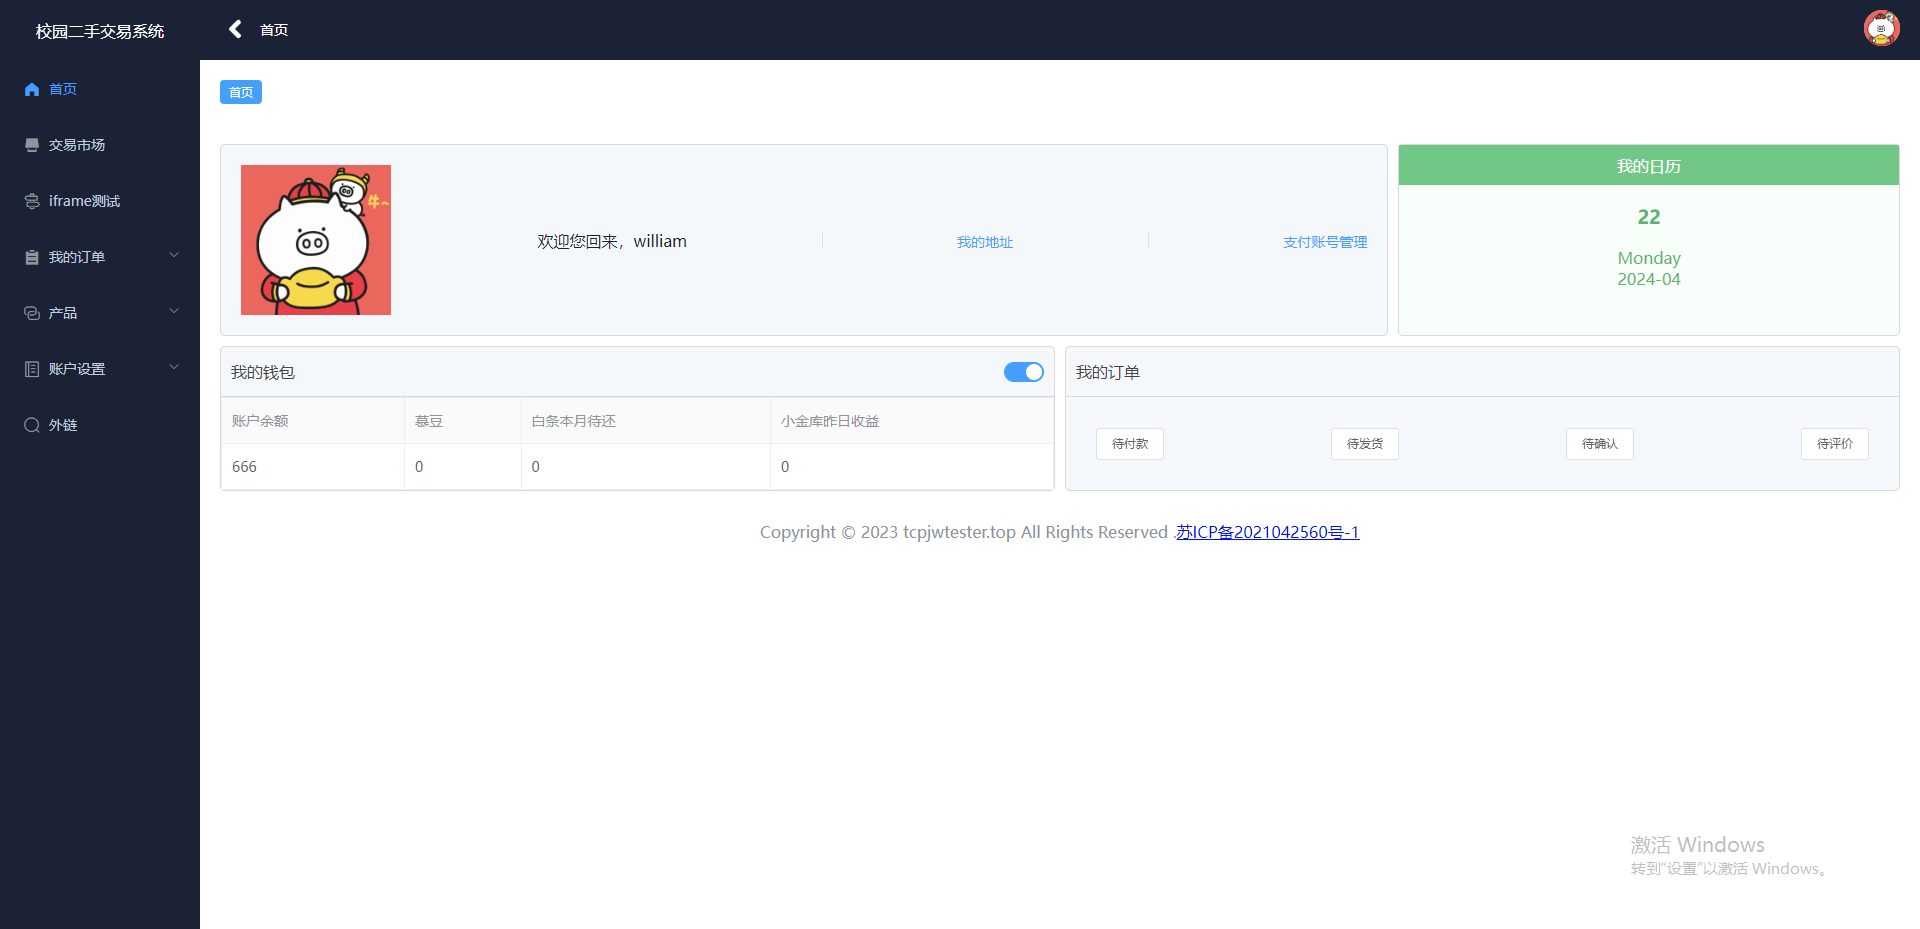 校园二手交易系统
首页
首页
交易市场
iframe测试
我的订单
产品
账户设置
外链
首页
牛~
欢迎您回来，william
我的地址
支付账号管理
我的日历
22
Monday
2024-04
我的钱包
账户余额 慕豆 白条本月待还 小金库昨日收益
666 0 0 0
我的订单
待付款 待发货 待确认 待评价
Copyright © 2023 tcpjwtester.top All Rights Reserved .苏ICP备2021042560号-1
激活 Windows
转到“设置”以激活 Windows。